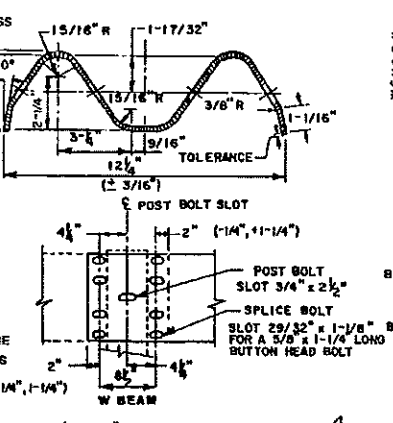 SS
15/16" R
1-17/32"
0°
2-1/4"
15/16" R
3/8" R
1-1/16"
3-1/4"
9/16"
TOLERANCE
12 1/4"
(± 3/16")
℄ POST BOLT SLOT
4 1/4"
2" (-1/4", +1-1/4")
POST BOLT
SLOT 3/4" x 2 1/2"
SPLICE BOLT
SLOT 29/32" x 1-1/8"
FOR A 5/8" x 1-1/4" LONG
BUTTON HEAD BOLT
B
B
E
S
2"
4 1/4"
8 1/2"
1/4", 1-1/4")
W BEAM